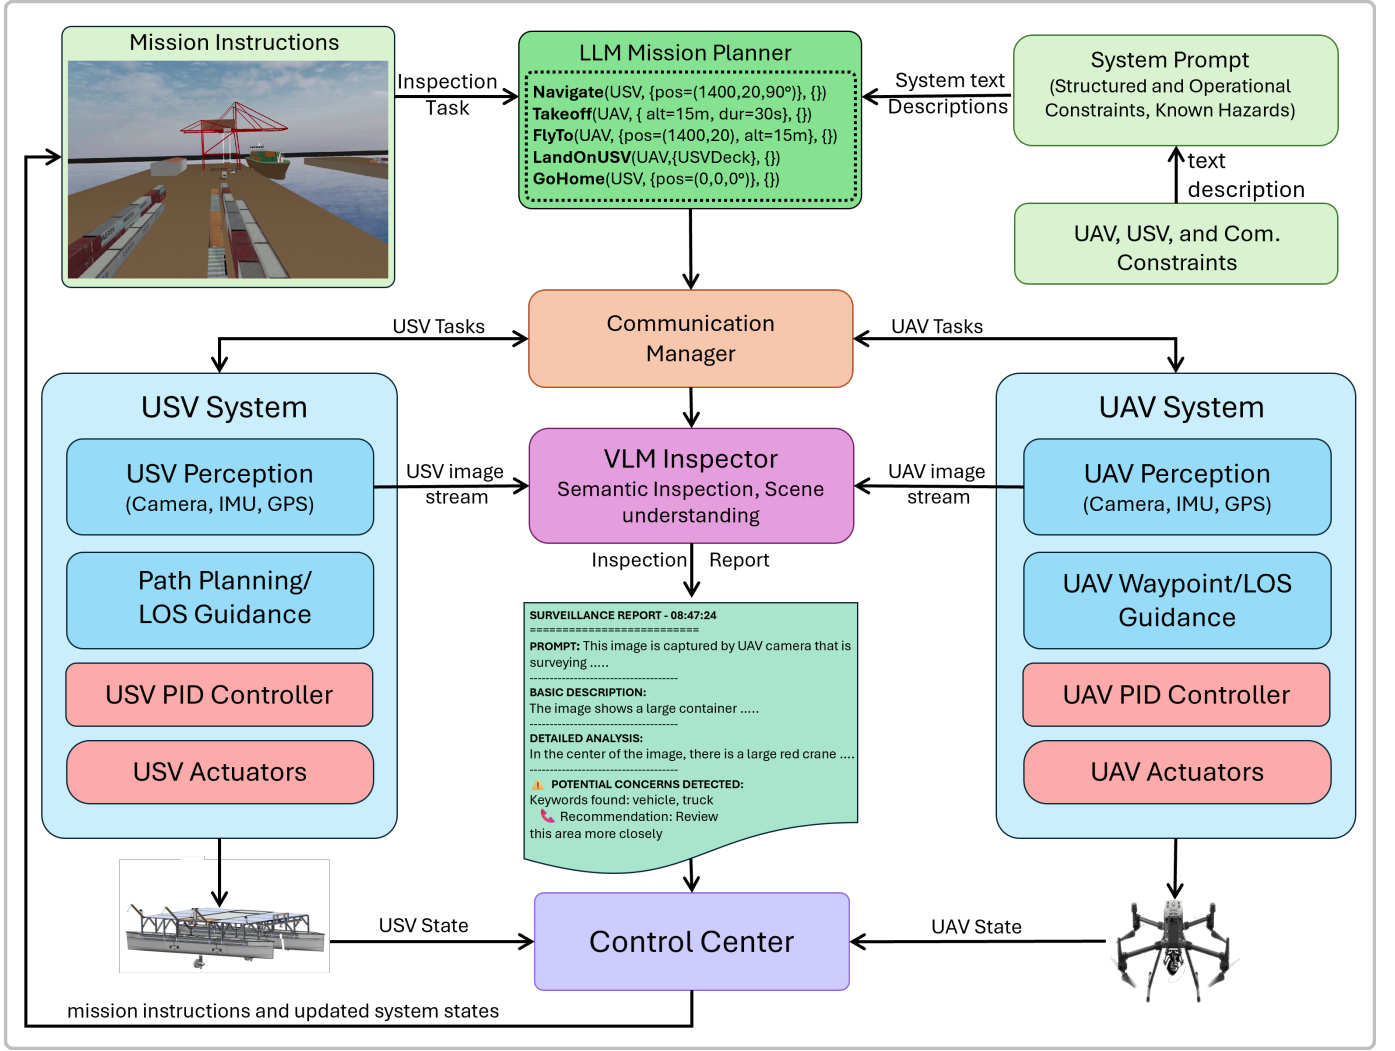 Mission Instructions
Inspection
Task
LLM Mission Planner
Navigate(USV, {pos=(1400,20,90°)}, {})
Takeoff(UAV, { alt=15m, dur=30s}, {})
FlyTo(UAV, {pos=(1400,20), alt=15m}, {})
LandOnUSV(UAV,{USVDeck}, {})
GoHome(USV, {pos=(0,0,0°)}, {})
System text
Descriptions
System Prompt
(Structured and Operational
Constraints, Known Hazards)
text
description
UAV, USV, and Com.
Constraints
USV Tasks
Communication
Manager
UAV Tasks
USV System
USV Perception
(Camera, IMU, GPS)
Path Planning/
LOS Guidance
USV PID Controller
USV Actuators
USV image
stream
VLM Inspector
Semantic Inspection, Scene
understanding
UAV image
stream
UAV System
UAV Perception
(Camera, IMU, GPS)
UAV Waypoint/LOS
Guidance
UAV PID Controller
UAV Actuators
Inspection Report
SURVEILLANCE REPORT - 08:47:24
==========================
PROMPT: This image is captured by UAV camera that is
surveying .....
-------------------------------------
BASIC DESCRIPTION:
The image shows a large container .....
-------------------------------------
DETAILED ANALYSIS:
In the center of the image, there is a large red crane ....
-------------------------------------
⚠️ POTENTIAL CONCERNS DETECTED:
Keywords found: vehicle, truck
📞 Recommendation: Review
this area more closely
USV State
Control Center
UAV State
mission instructions and updated system states